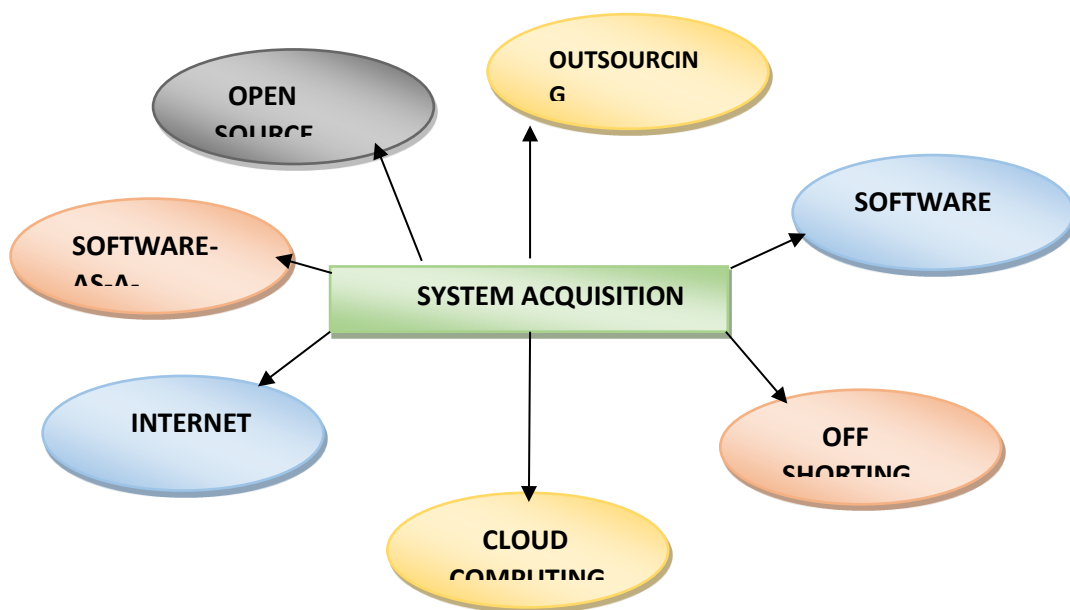 OUTSOURCIN
G
OPEN
SOURCE
SOFTWARE
SOFTWARE-
AS-A-
SYSTEM ACQUISITION
INTERNET
OFF
SHORTING
CLOUD
COMPUTING